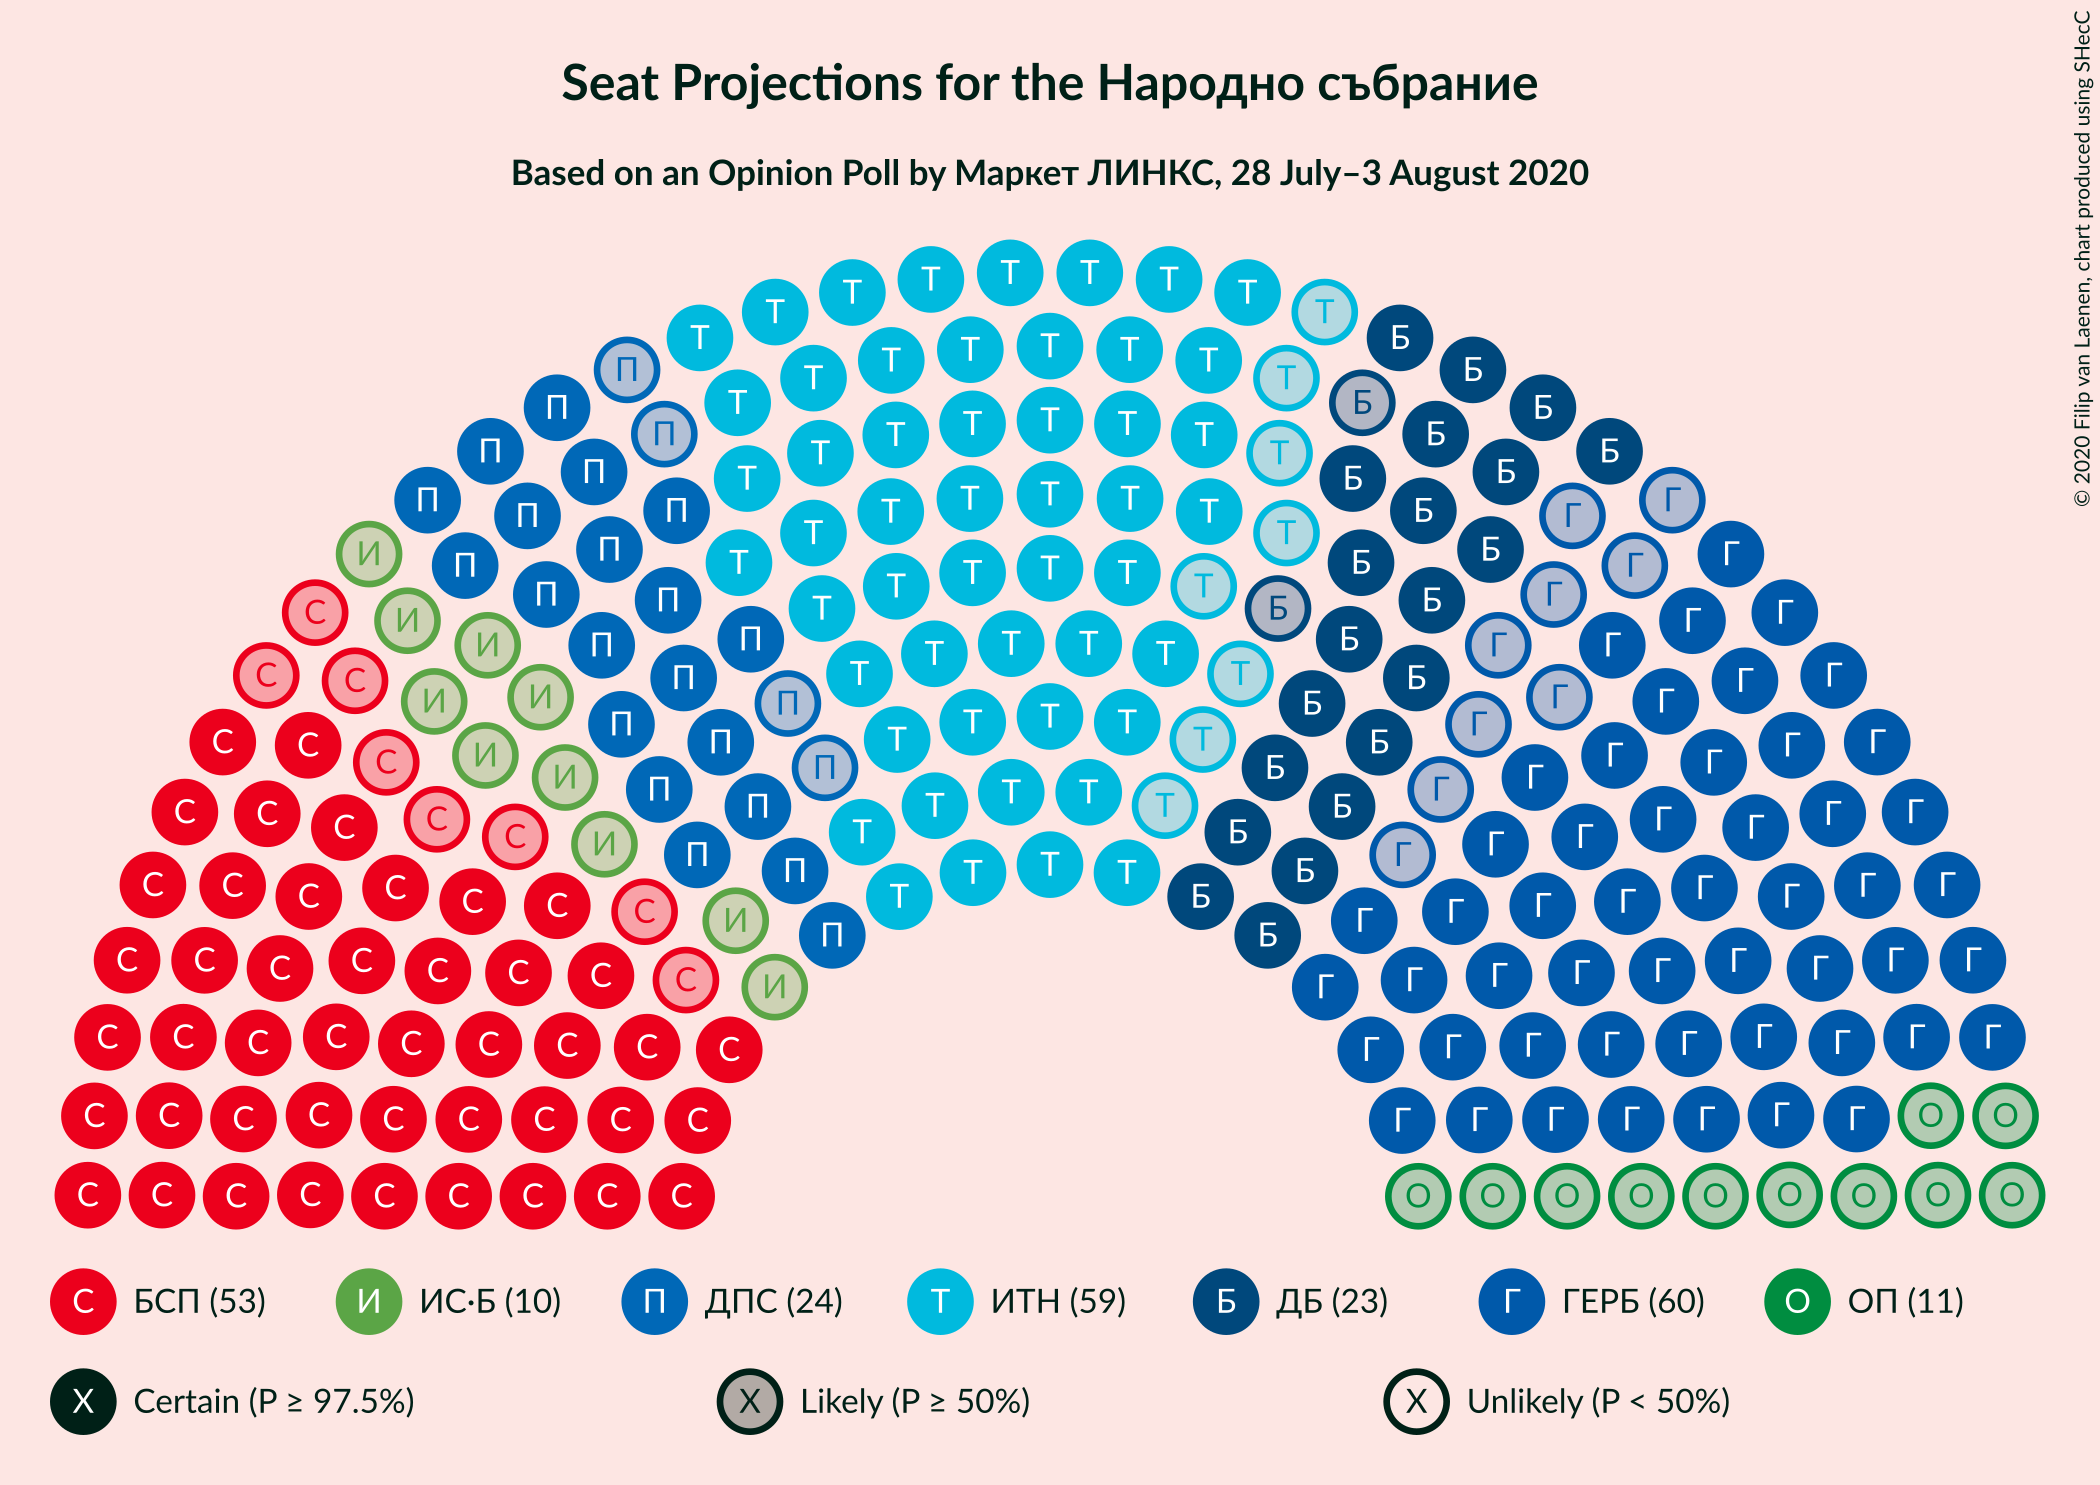 Seat Projections for the Народно събрание
Based on an Opinion Poll by Маркет ЛИНКС, 28 July–3 August 2020
© 2020 Filip van Laenen, chart produced using SHecC
С БСП (53) И ИС·Б (10) П ДПС (24) Т ИТН (59) Б ДБ (23) Г ГЕРБ (60) О ОП (11)
X Certain (P ≥ 97.5%) X Likely (P ≥ 50%) X Unlikely (P < 50%)